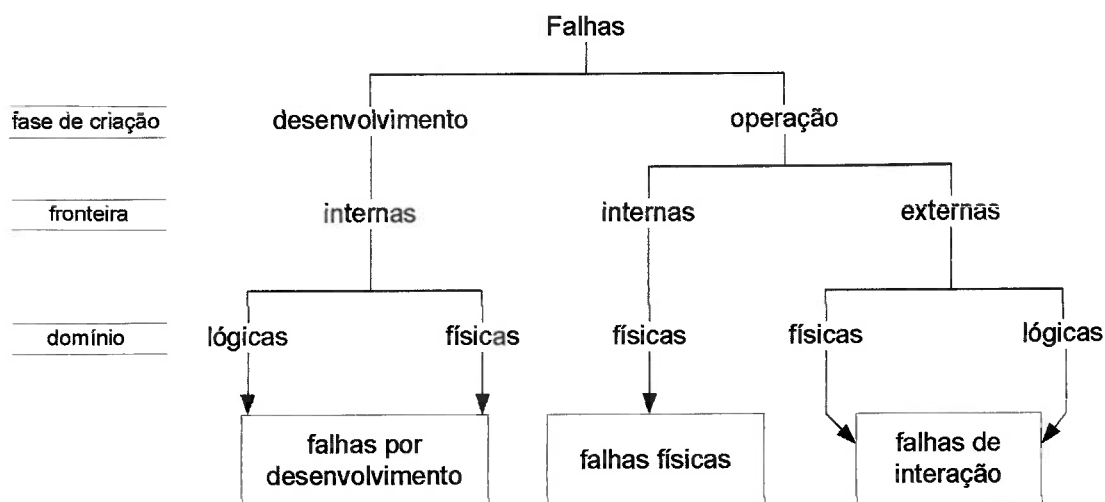 Falhas
fase de criação
desenvolvimento
operação
fronteira
internas
internas
externas
domínio
lógicas
físicas
físicas
físicas
lógicas
falhas por
desenvolvimento
falhas físicas
falhas de
interação